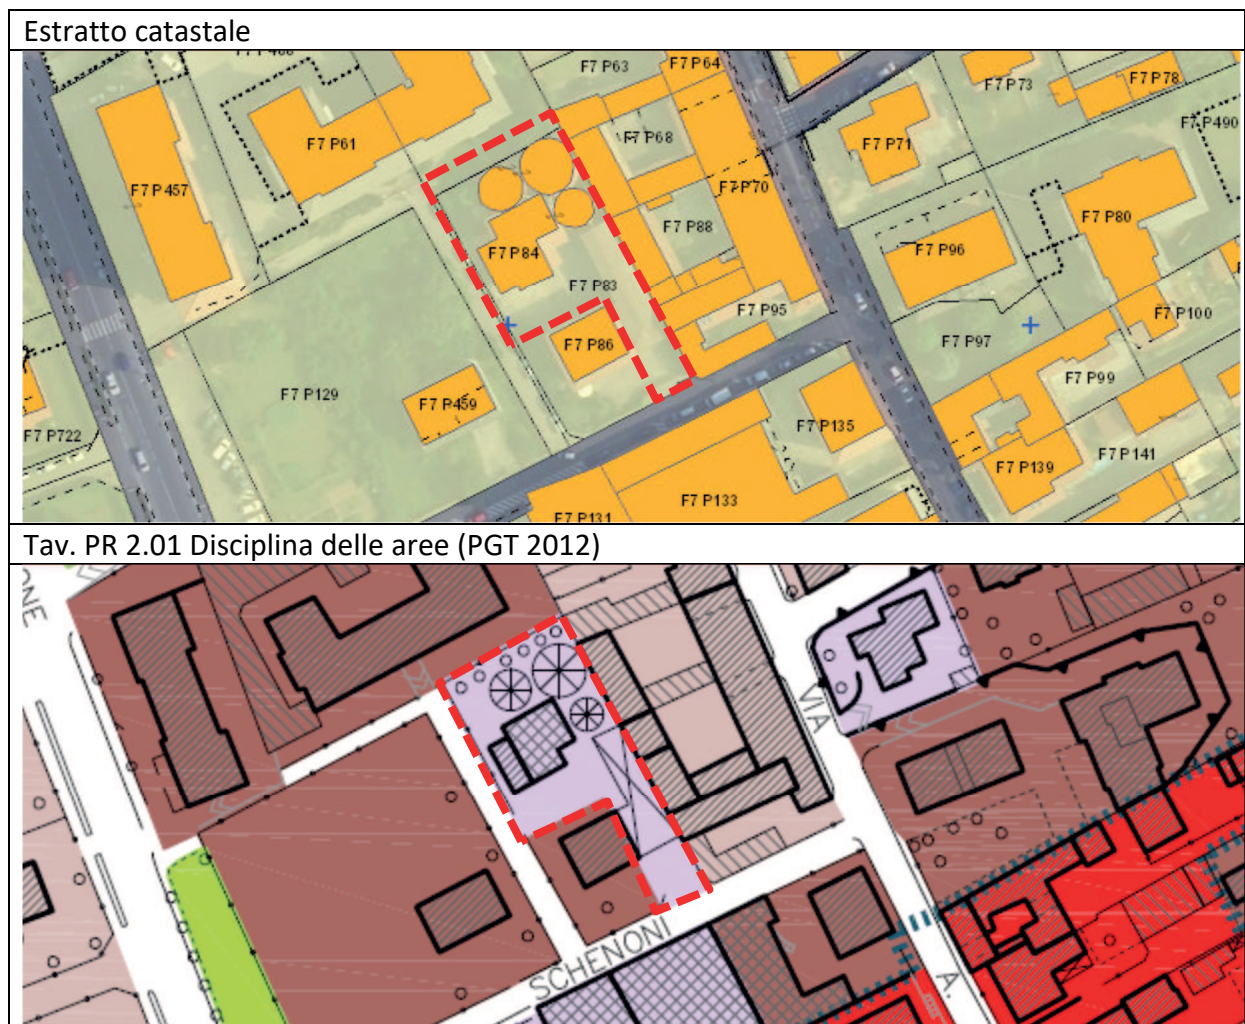 Estratto catastale
F7 P63
F7 P64
F7 P73
F7 P78
F7 P61
F7 P68
F7 P71
F7 P490
F7 P457
F7 P70
F7 P80
F7 P88
F7 P84
F7 P96
F7 P83
F7 P95
F7 P100
F7 P86
F7 P97
F7 P129
F7 P99
F7 P459
F7 P722
F7 P135
F7 P141
F7 P139
F7 P133
F7 P131
Tav. PR 2.01 Disciplina delle aree (PGT 2012)
ONE
VIA
SCHENONI
A.